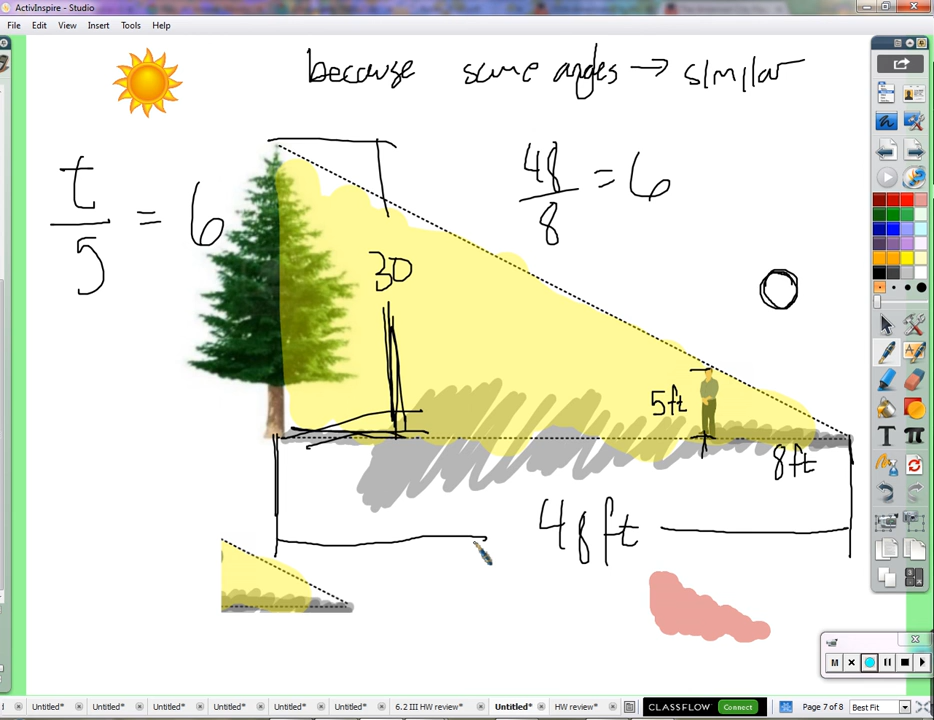 ActivInspire - Studio
File Edit View Insert Tools Help
because same angles → similar
t/5 = 6
48/8 = 6
30
5ft
8ft
48ft
T π
M
Untitled* Untitled* Untitled* Untitled* Untitled* Untitled* 6.2 III HW review* Untitled* HW review* CLASSFLOW Connect Page 7 of 8 Best Fit